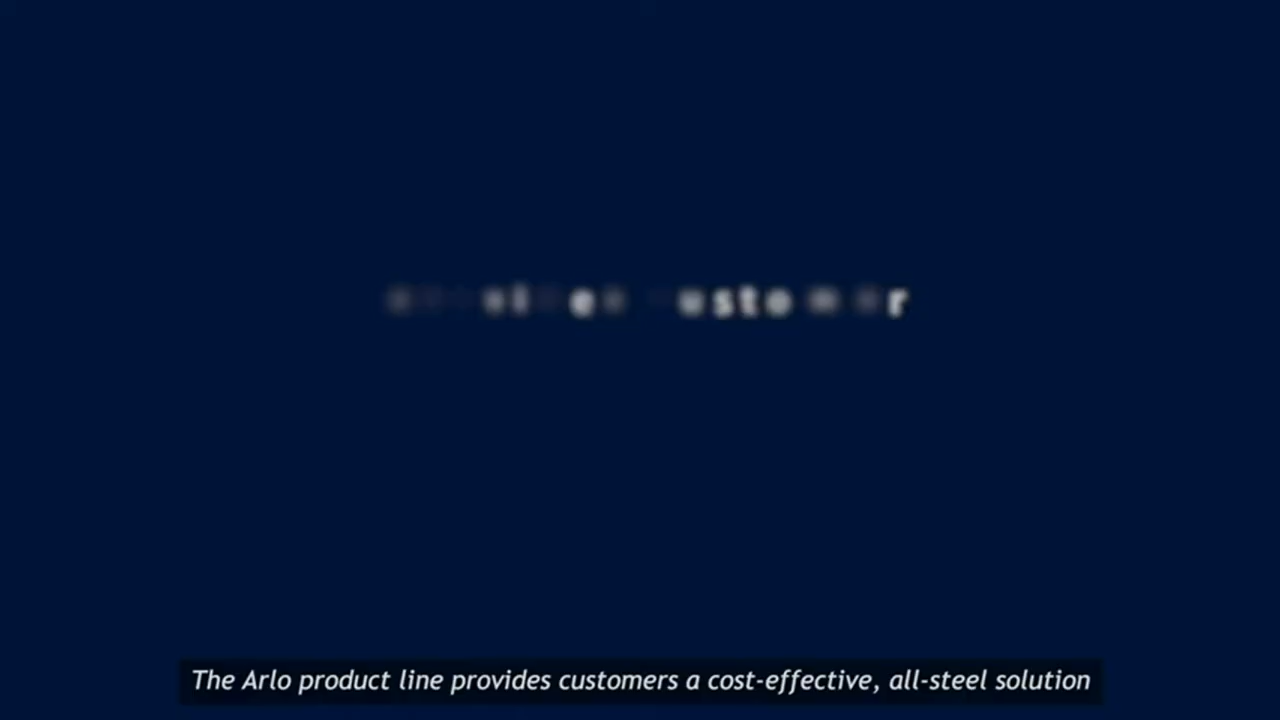 The Arlo product line provides customers a cost-effective, all-steel solution